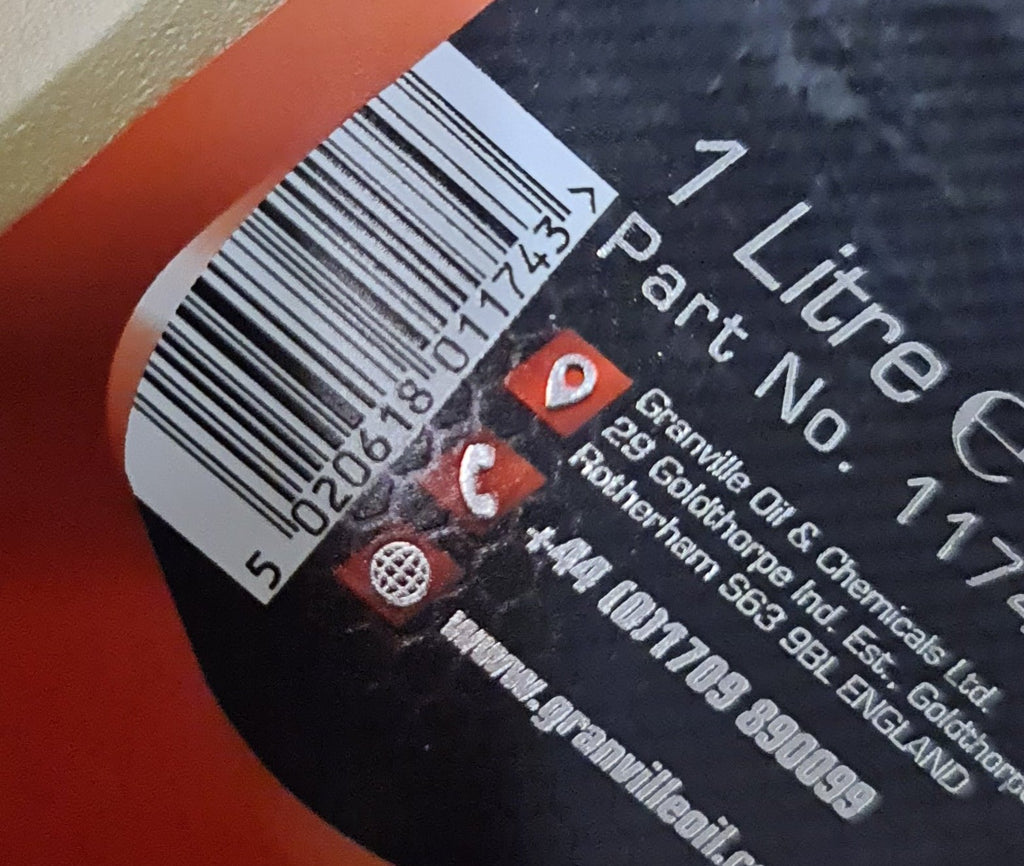 5 020618 011743 >
1 Litre e
Part No. 1174
Granville Oil & Chemicals Ltd.
29 Goldthorpe Ind. Est., Goldthorpe
Rotherham S63 9BL ENGLAND
+44 (0)1709 890099
www.granvilleoil.c